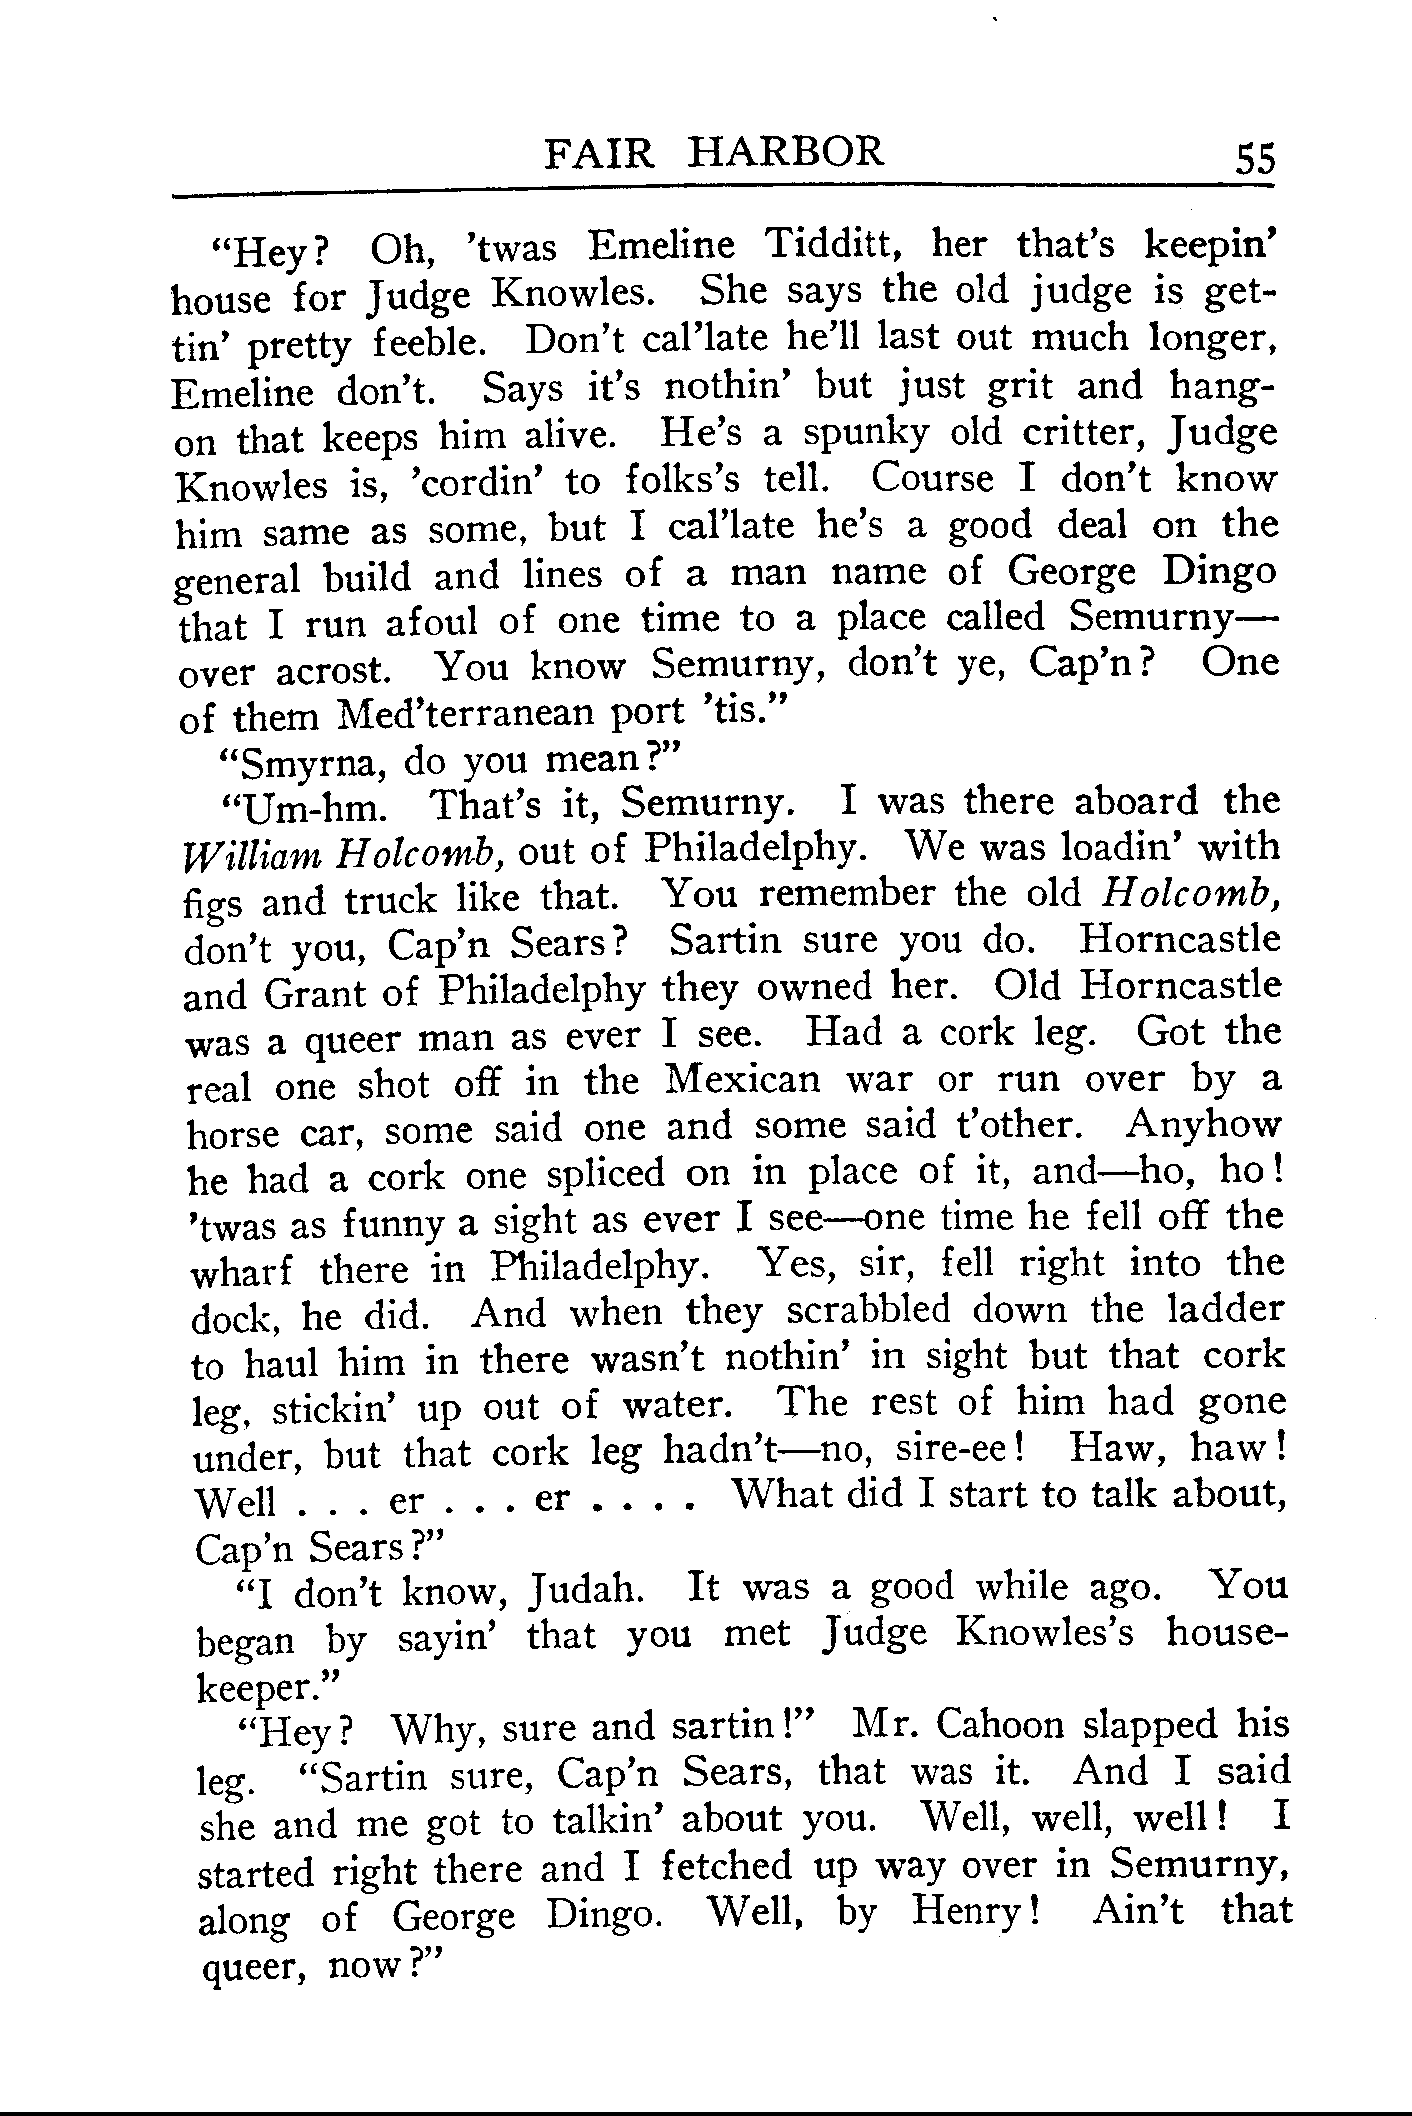 FAIR HARBOR 55
“Hey? Oh, ’twas Emeline Tidditt, her that’s keepin’
house for Judge Knowles. She says the old judge is get-
tin’ pretty feeble. Don’t cal’late he’ll last out much longer,
Emeline don’t. Says it’s nothin’ but just grit and hang-
on that keeps him alive. He’s a spunky old critter, Judge
Knowles is, ’cordin’ to folks’s tell. Course I don’t know
him same as some, but I cal’late he’s a good deal on the
general build and lines of a man name of George Dingo
that I run afoul of one time to a place called Semurny—
over acrost. You know Semurny, don’t ye, Cap’n? One
of them Med’terranean port ’tis.”
“Smyrna, do you mean?”
“Um-hm. That’s it, Semurny. I was there aboard the
William Holcomb, out of Philadelphy. We was loadin’ with
figs and truck like that. You remember the old Holcomb,
don’t you, Cap’n Sears? Sartin sure you do. Horncastle
and Grant of Philadelphy they owned her. Old Horncastle
was a queer man as ever I see. Had a cork leg. Got the
real one shot off in the Mexican war or run over by a
horse car, some said one and some said t’other. Anyhow
he had a cork one spliced on in place of it, and—ho, ho!
’twas as funny a sight as ever I see—one time he fell off the
wharf there in Philadelphy. Yes, sir, fell right into the
dock, he did. And when they scrabbled down the ladder
to haul him in there wasn’t nothin’ in sight but that cork
leg, stickin’ up out of water. The rest of him had gone
under, but that cork leg hadn’t—no, sire-ee! Haw, haw!
Well . . . er . . . er . . . . What did I start to talk about,
Cap’n Sears?”
“I don’t know, Judah. It was a good while ago. You
began by sayin’ that you met Judge Knowles’s house-
keeper.”
“Hey? Why, sure and sartin!” Mr. Cahoon slapped his
leg. “Sartin sure, Cap’n Sears, that was it. And I said
she and me got to talkin’ about you. Well, well, well! I
started right there and I fetched up way over in Semurny,
along of George Dingo. Well, by Henry! Ain’t that
queer, now?”